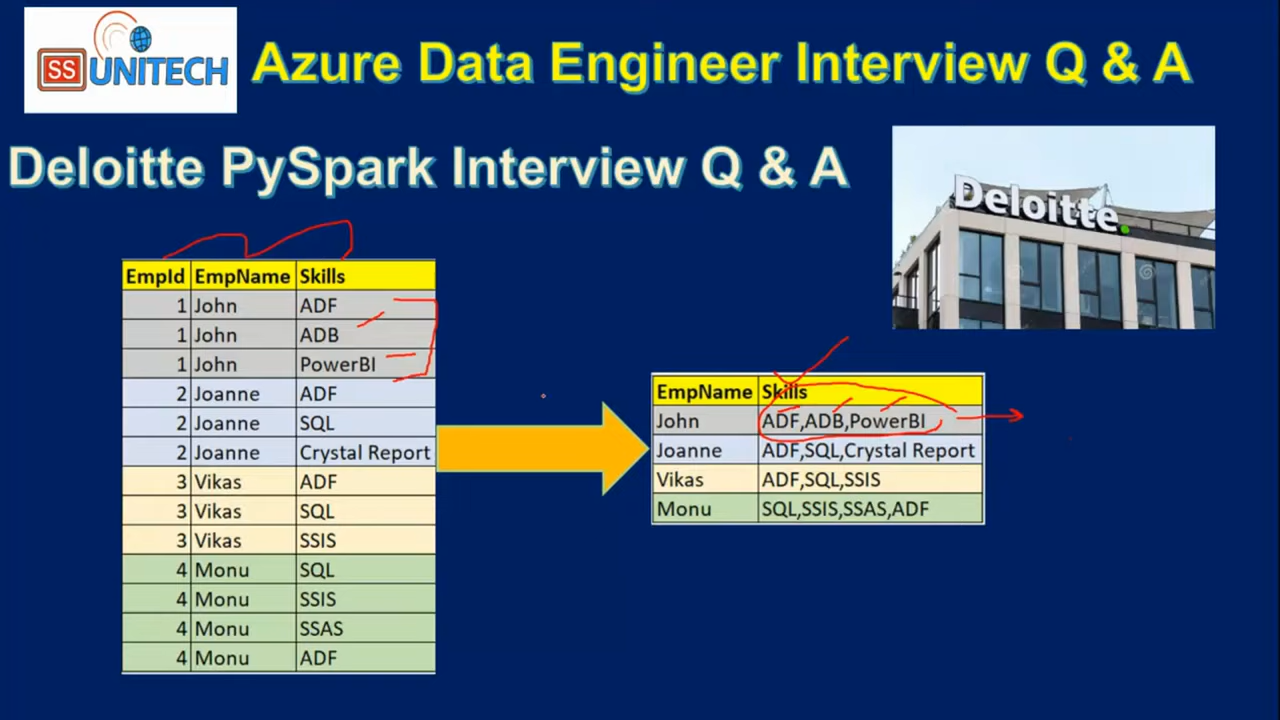 SS UNITECH
Azure Data Engineer Interview Q & A
Deloitte PySpark Interview Q & A
Deloitte.
EmpId EmpName Skills
1 John ADF
1 John ADB
1 John PowerBI
2 Joanne ADF
2 Joanne SQL
2 Joanne Crystal Report
3 Vikas ADF
3 Vikas SQL
3 Vikas SSIS
4 Monu SQL
4 Monu SSIS
4 Monu SSAS
4 Monu ADF
EmpName Skills
John ADF,ADB,PowerBI
Joanne ADF,SQL,Crystal Report
Vikas ADF,SQL,SSIS
Monu SQL,SSIS,SSAS,ADF